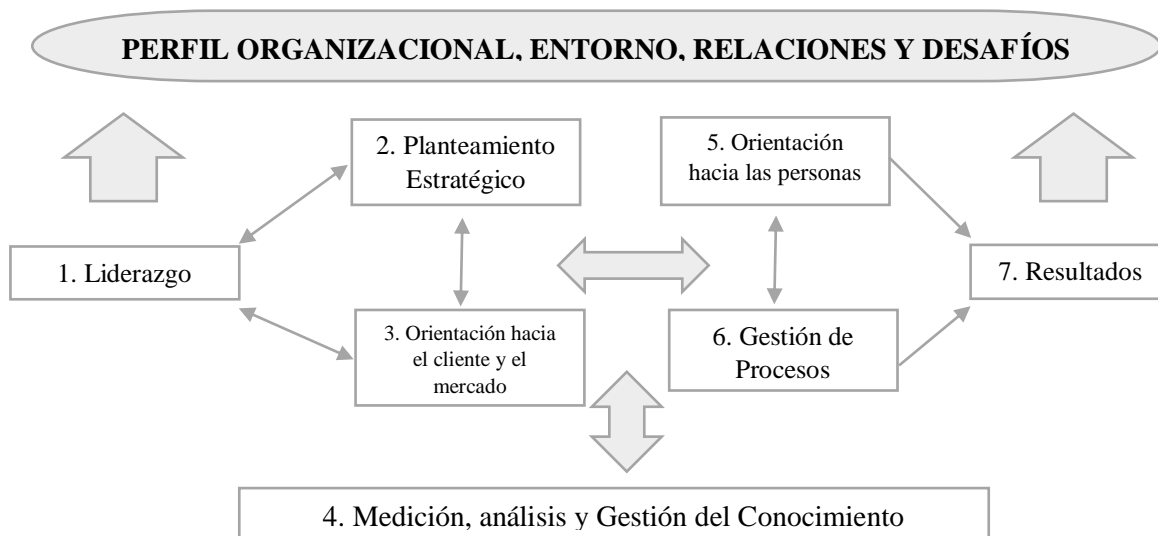 PERFIL ORGANIZACIONAL, ENTORNO, RELACIONES Y DESAFÍOS
2. Planteamiento
Estratégico
5. Orientación
hacia las personas
1. Liderazgo
7. Resultados
3. Orientación hacia
el cliente y el
mercado
6. Gestión de
Procesos
4. Medición, análisis y Gestión del Conocimiento